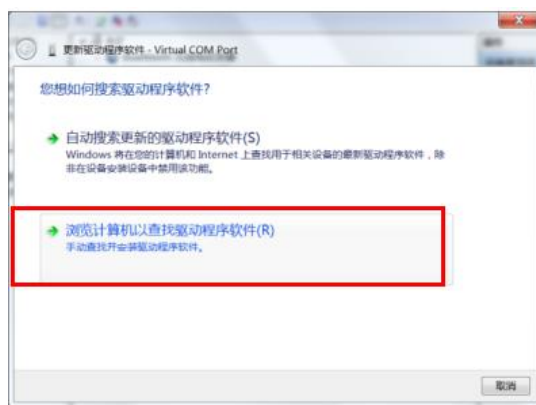 更新驱动程序软件 - Virtual COM Port
您想如何搜索驱动程序软件?
自动搜索更新的驱动程序软件(S)
Windows 将在您的计算机和 Internet 上查找用于相关设备的最新驱动程序软件，除
非在设备安装设备中禁用该功能。
浏览计算机以查找驱动程序软件(R)
手动查找并安装驱动程序软件。
取消